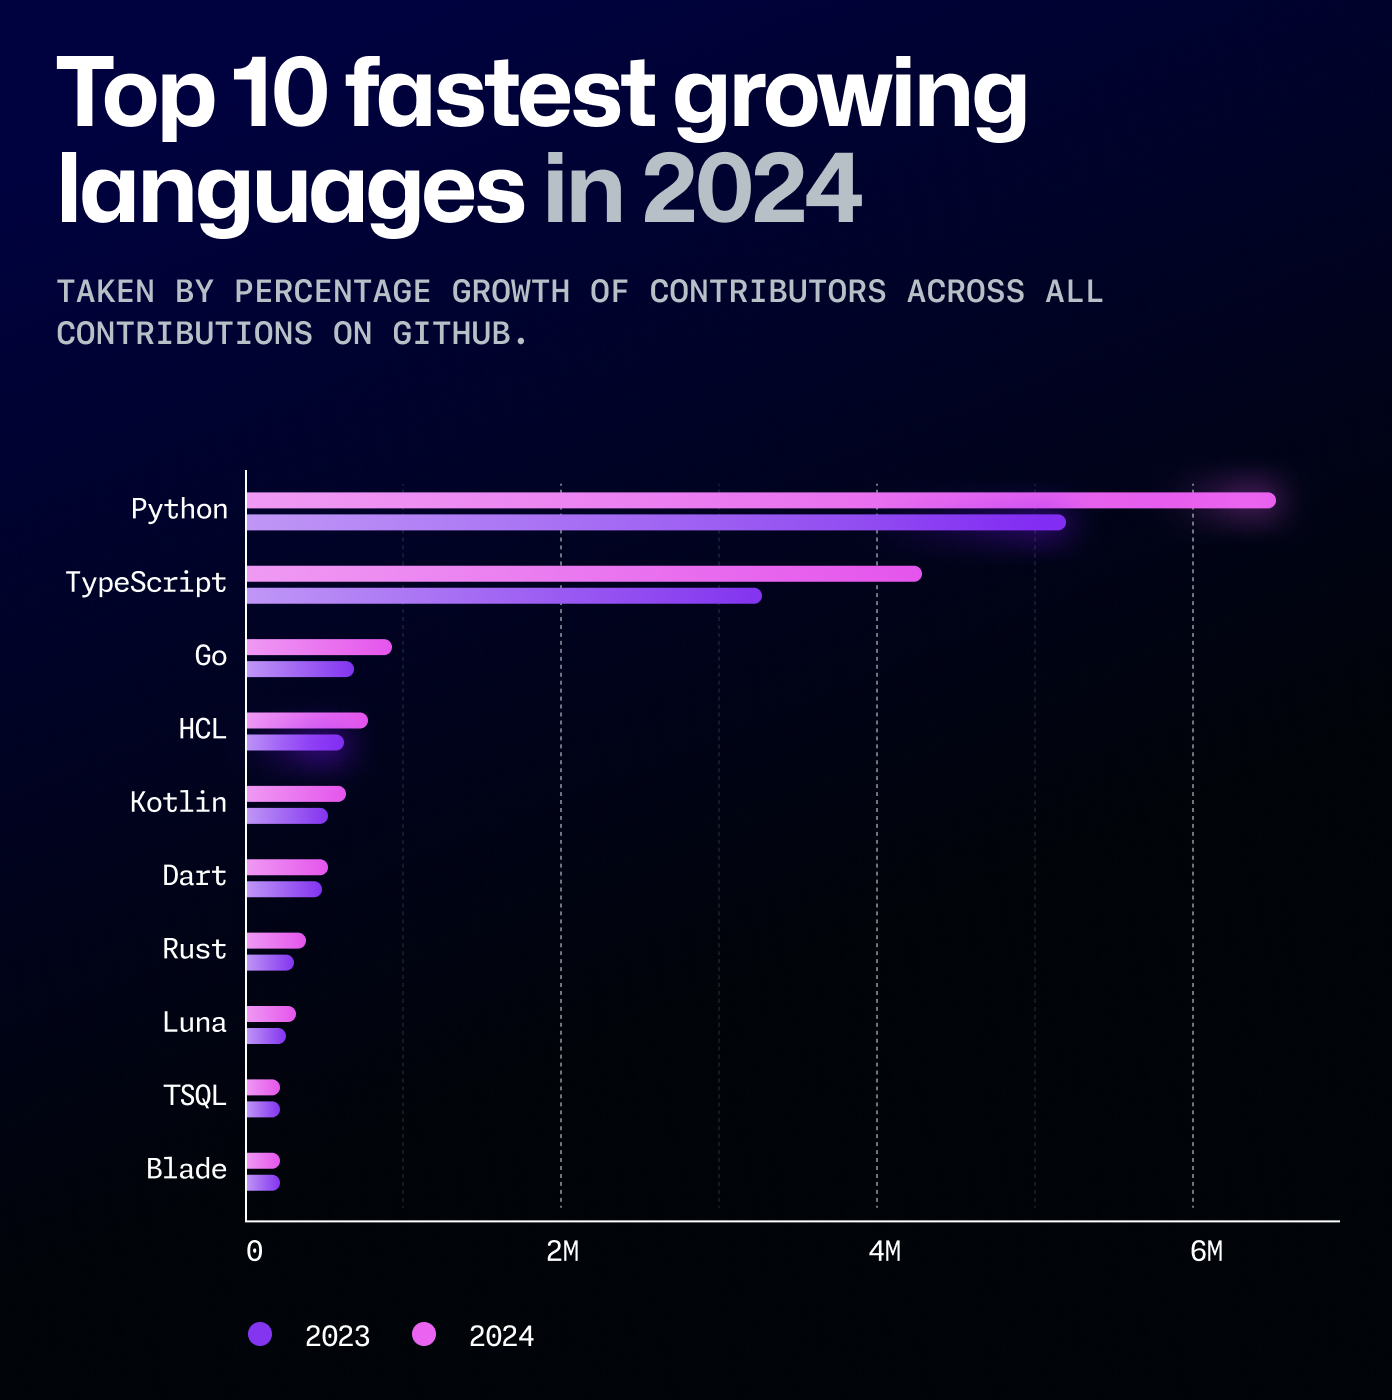 Top 10 fastest growing
languages in 2024
TAKEN BY PERCENTAGE GROWTH OF CONTRIBUTORS ACROSS ALL
CONTRIBUTIONS ON GITHUB.
Python
TypeScript
Go
HCL
Kotlin
Dart
Rust
Luna
TSQL
Blade
0 2M 4M 6M
2023 2024